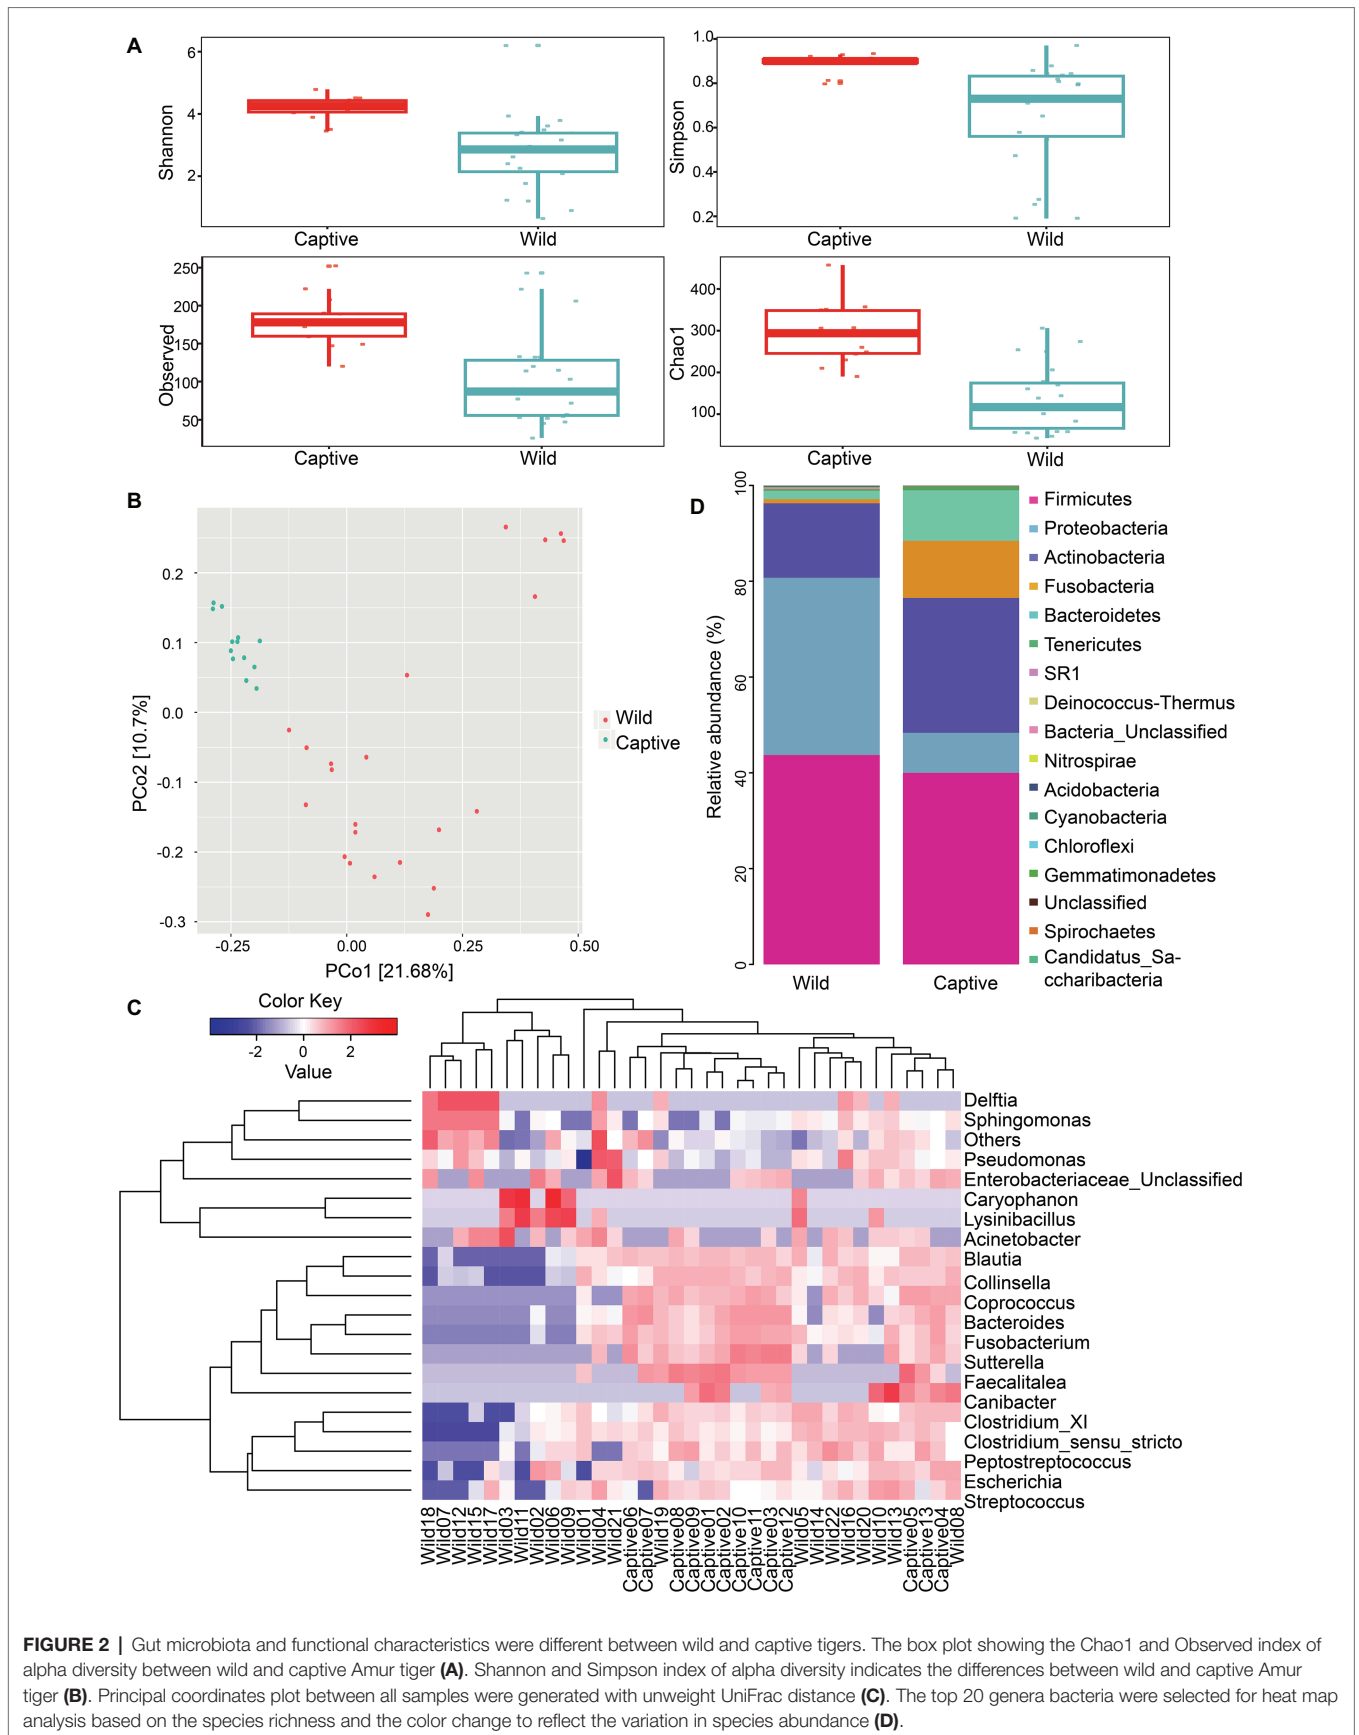 A
6
4
2
Shannon
Captive
Wild
1.0
0.8
0.6
0.4
0.2
Simpson
Captive
Wild
250
200
150
100
50
Observed
Captive
Wild
400
300
200
100
Chao1
Captive
Wild
B
0.2
0.1
0.0
-0.1
-0.2
-0.3
PCo2 [10.7%]
-0.25
0.00
0.25
0.50
PCo1 [21.68%]
Wild
Captive
D
100
80
60
40
20
0
Relative abundance (%)
Wild
Captive
Firmicutes
Proteobacteria
Actinobacteria
Fusobacteria
Bacteroidetes
Tenericutes
SR1
Deinococcus-Thermus
Bacteria_Unclassified
Nitrospirae
Acidobacteria
Cyanobacteria
Chloroflexi
Gemmatimonadetes
Unclassified
Spirochaetes
Candidatus_Sa-
ccharibacteria
C
Color Key
-2
0
2
Value
Delftia
Sphingomonas
Others
Pseudomonas
Enterobacteriaceae_Unclassified
Caryophanon
Lysinibacillus
Acinetobacter
Blautia
Collinsella
Coprococcus
Bacteroides
Fusobacterium
Sutterella
Faecalitalea
Canibacter
Clostridium_XI
Clostridium_sensu_stricto
Peptostreptococcus
Escherichia
Streptococcus
Wild18
Wild07
Wild12
Wild15
Wild17
Wild03
Wild11
Wild02
Wild06
Wild09
Wild01
Wild04
Wild21
Captive06
Captive07
Wild19
Captive08
Captive09
Captive01
Captive02
Captive10
Captive11
Captive03
Captive12
Wild05
Wild14
Wild22
Wild16
Wild20
Wild10
Wild13
Captive05
Captive13
Captive04
Wild08
FIGURE 2 | Gut microbiota and functional characteristics were different between wild and captive tigers. The box plot showing the Chao1 and Observed index of
alpha diversity between wild and captive Amur tiger (A). Shannon and Simpson index of alpha diversity indicates the differences between wild and captive Amur
tiger (B). Principal coordinates plot between all samples were generated with unweight UniFrac distance (C). The top 20 genera bacteria were selected for heat map
analysis based on the species richness and the color change to reflect the variation in species abundance (D).